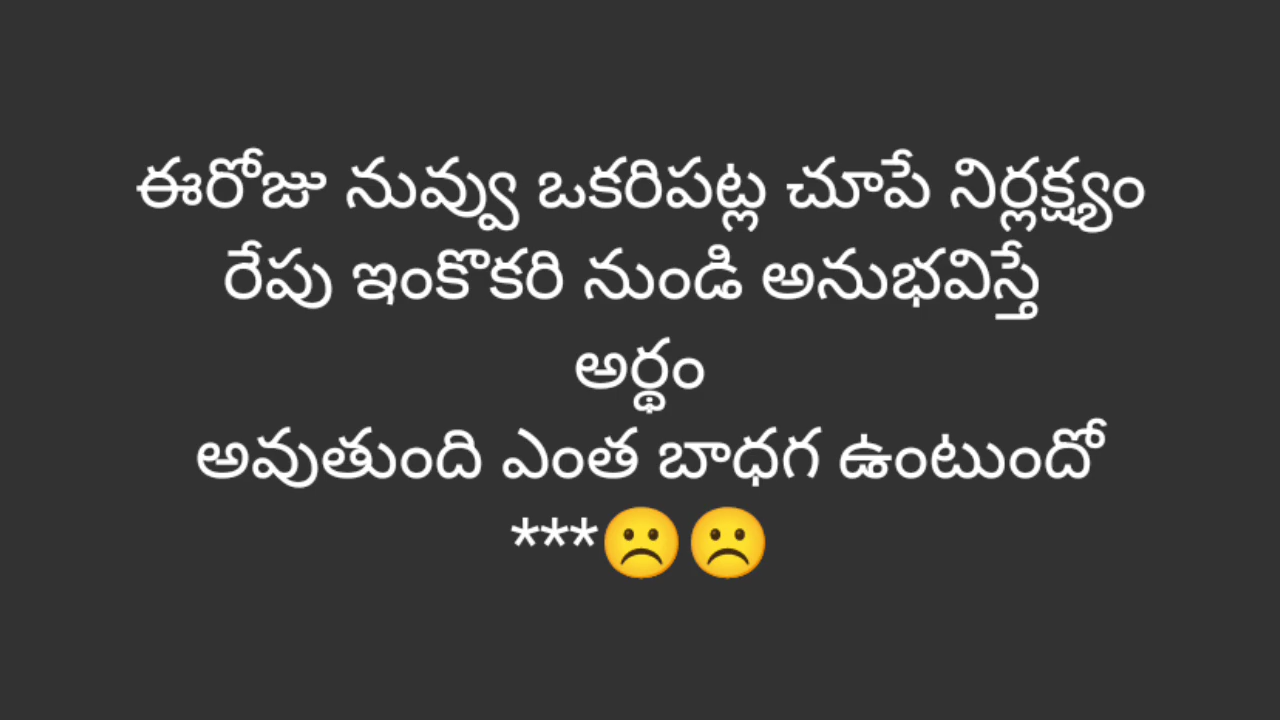 ఈరోజు నువ్వు ఒకరిపట్ల చూపే నిర్లక్ష్యం
రేపు ఇంకొకరి నుండి అనుభవిస్తే
అర్థం
అవుతుంది ఎంత బాధగ ఉంటుందో
***☹️☹️